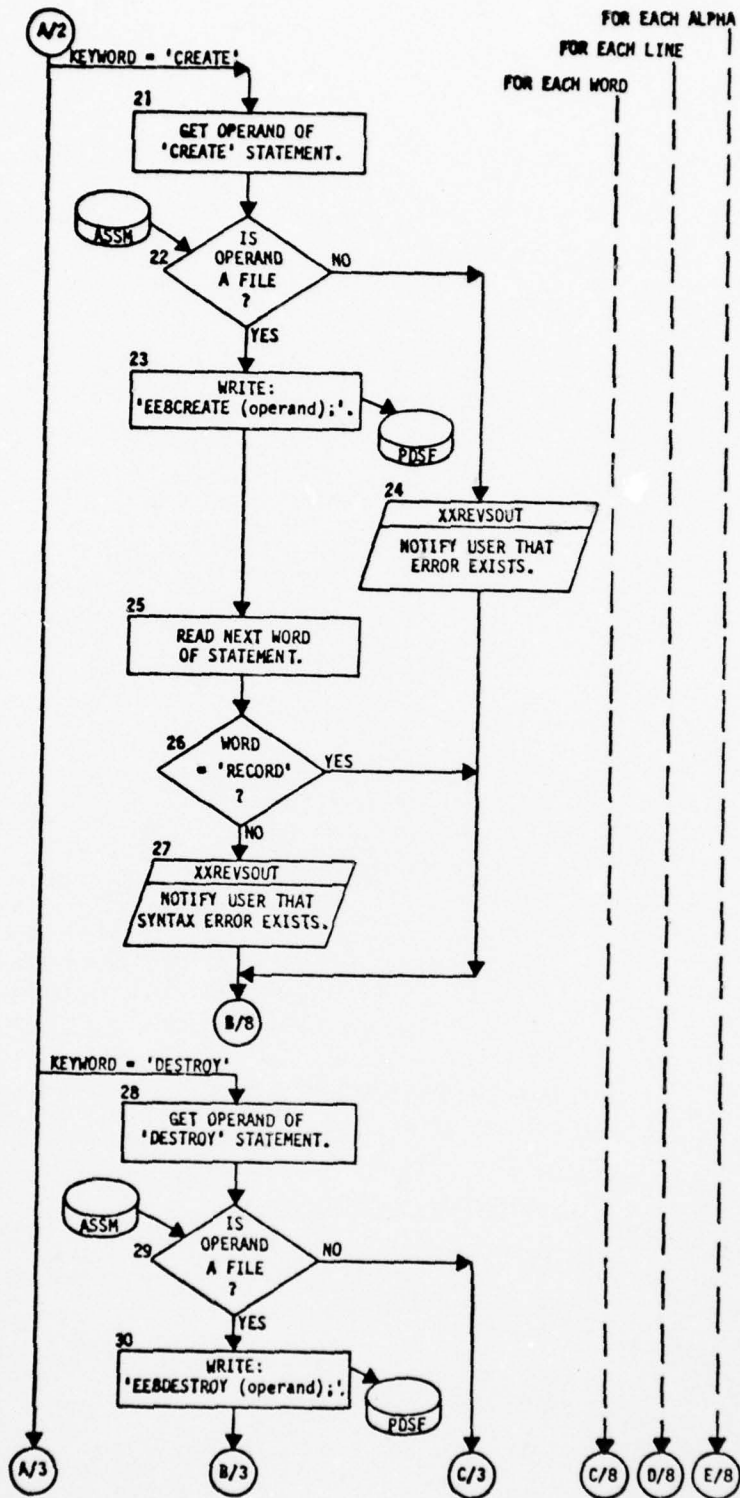 A/2
FOR EACH ALPHA
FOR EACH LINE
FOR EACH WORD
KEYWORD = 'CREATE'
21
GET OPERAND OF
'CREATE' STATEMENT.
ASSM
22
IS
OPERAND
A FILE
?
NO
YES
23
WRITE:
'EE8CREATE (operand);'.
PDSF
24
XXREVSOUT
NOTIFY USER THAT
ERROR EXISTS.
25
READ NEXT WORD
OF STATEMENT.
26
WORD
= 'RECORD'
?
YES
NO
27
XXREVSOUT
NOTIFY USER THAT
SYNTAX ERROR EXISTS.
B/8
KEYWORD = 'DESTROY'
28
GET OPERAND OF
'DESTROY' STATEMENT.
ASSM
29
IS
OPERAND
A FILE
?
NO
YES
30
WRITE:
'EE8DESTROY (operand);'.
PDSF
A/3
B/3
C/3
C/8
D/8
E/8